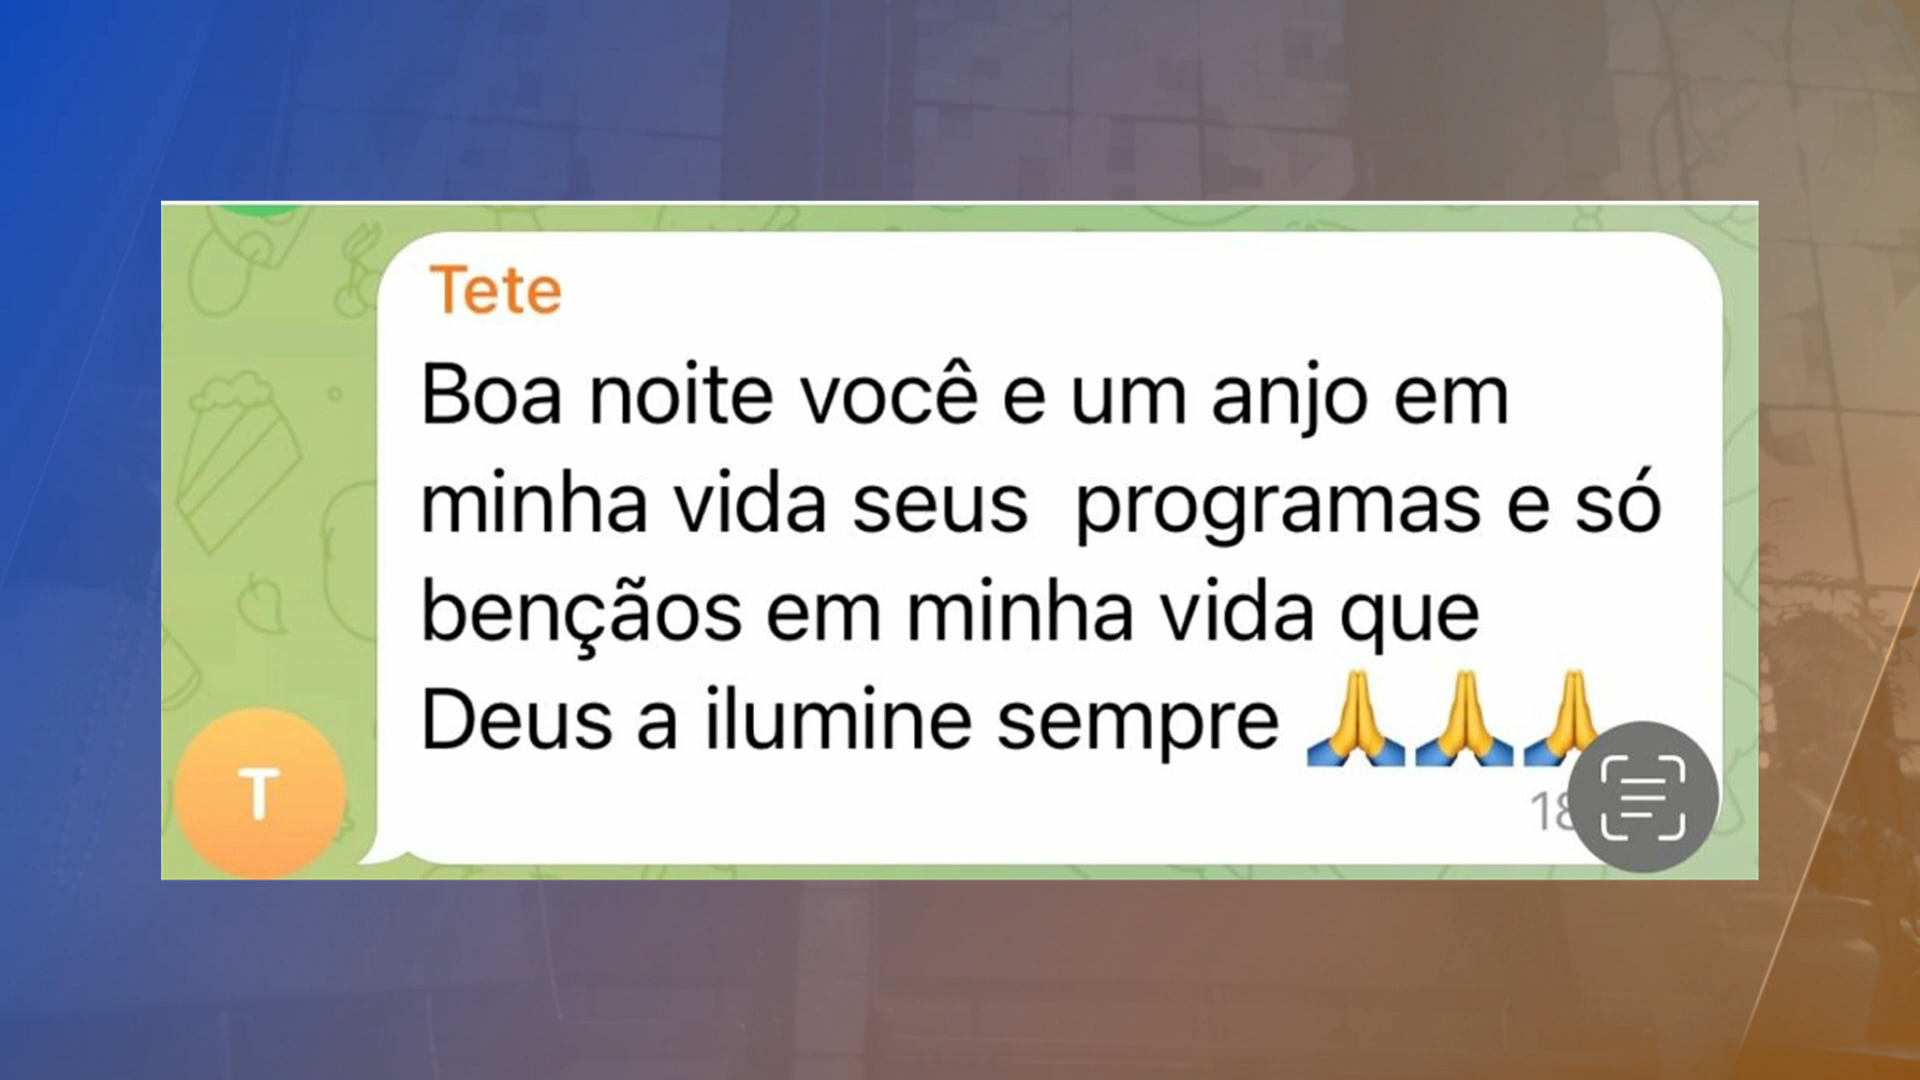 Tete
Boa noite você e um anjo em
minha vida seus  programas e só
bençãos em minha vida que
Deus a ilumine sempre 🙏🙏🙏
T